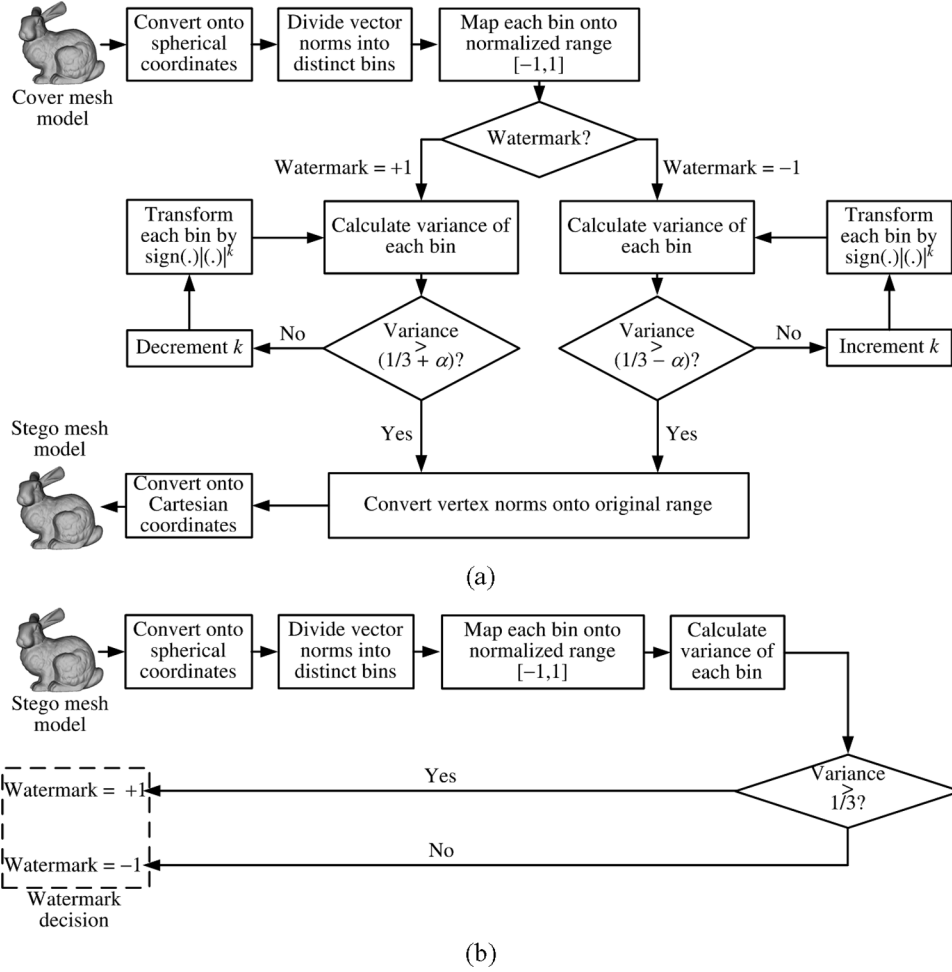 Convert onto
spherical
coordinates
Divide vector
norms into
distinct bins
Map each bin onto
normalized range
[−1,1]
Cover mesh
model
Watermark?
Watermark = +1
Watermark = −1
Transform
each bin by
sign(.)|(.)|^k
Calculate variance of
each bin
Calculate variance of
each bin
Transform
each bin by
sign(.)|(.)|^k
Decrement k
No
Variance
>
(1/3 + α)?
Variance
>
(1/3 − α)?
No
Increment k
Yes
Yes
Stego mesh
model
Convert onto
Cartesian
coordinates
Convert vertex norms onto original range
(a)
Convert onto
spherical
coordinates
Divide vector
norms into
distinct bins
Map each bin onto
normalized range
[−1,1]
Calculate
variance of
each bin
Stego mesh
model
Variance
>
1/3?
Yes
Watermark = +1
No
Watermark = −1
Watermark
decision
(b)